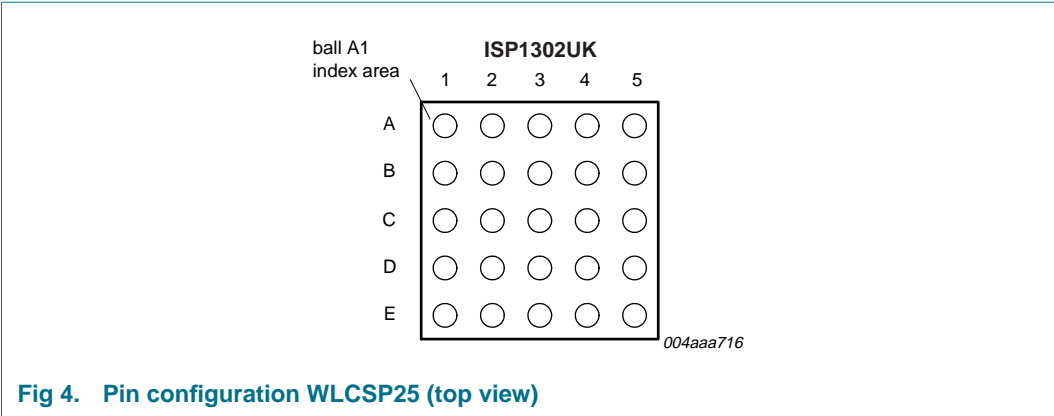 ball A1
index area
ISP1302UK
1 2 3 4 5
A
B
C
D
E
004aaa716
Fig 4. Pin configuration WLCSP25 (top view)